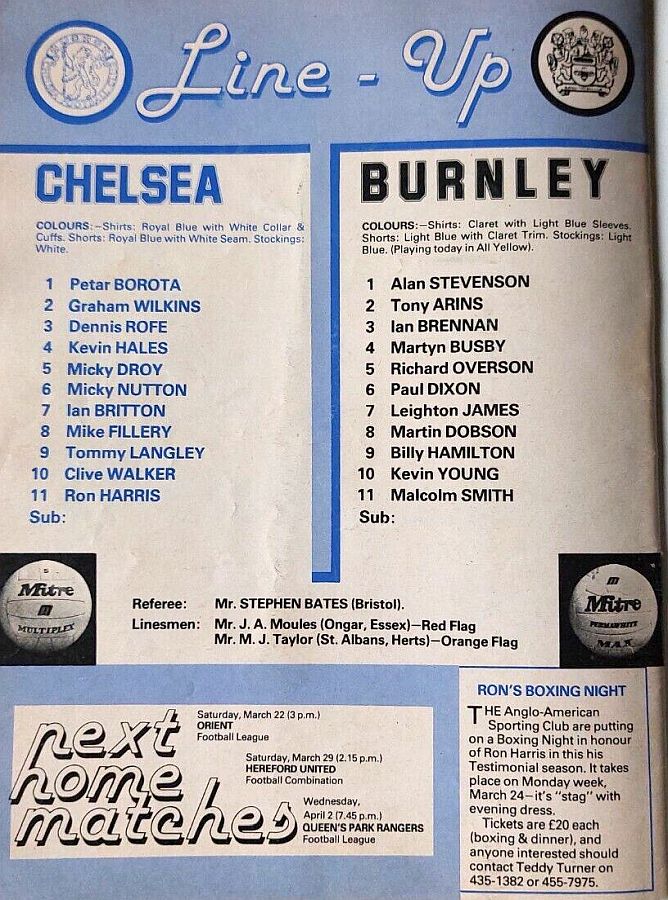 Line - Up
CHELSEA
COLOURS:—Shirts: Royal Blue with White Collar &
Cuffs. Shorts: Royal Blue with White Seam. Stockings:
White.
1 Petar BOROTA
2 Graham WILKINS
3 Dennis ROFE
4 Kevin HALES
5 Micky DROY
6 Micky NUTTON
7 Ian BRITTON
8 Mike FILLERY
9 Tommy LANGLEY
10 Clive WALKER
11 Ron HARRIS
Sub:
BURNLEY
COLOURS:—Shirts: Claret with Light Blue Sleeves.
Shorts: Light Blue with Claret Trim. Stockings: Light
Blue. (Playing today in All Yellow).
1 Alan STEVENSON
2 Tony ARINS
3 Ian BRENNAN
4 Martyn BUSBY
5 Richard OVERSON
6 Paul DIXON
7 Leighton JAMES
8 Martin DOBSON
9 Billy HAMILTON
10 Kevin YOUNG
11 Malcolm SMITH
Sub:
Mitre
m
MULTIPLEX
Referee: Mr. STEPHEN BATES (Bristol).
Linesmen: Mr. J. A. Moules (Ongar, Essex)—Red Flag
Mr. M. J. Taylor (St. Albans, Herts)—Orange Flag
m
Mitre
PERMAWHITE
MAX
next
home
matches
Saturday, March 22 (3 p.m.)
ORIENT
Football League
Saturday, March 29 (2.15 p.m.)
HEREFORD UNITED
Football Combination
Wednesday,
April 2 (7.45 p.m.)
QUEEN'S PARK RANGERS
Football League
RON'S BOXING NIGHT
THE Anglo-American
Sporting Club are putting
on a Boxing Night in honour
of Ron Harris in this his
Testimonial season. It takes
place on Monday week,
March 24—it's "stag" with
evening dress.
Tickets are £20 each
(boxing & dinner), and
anyone interested should
contact Teddy Turner on
435-1382 or 455-7975.